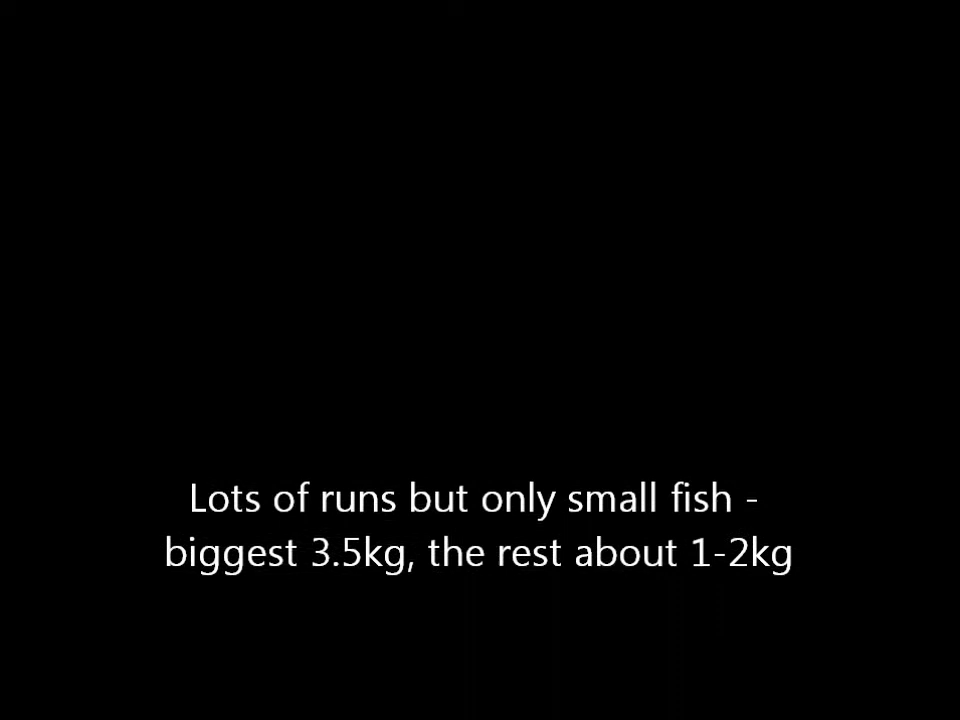 Lots of runs but only small fish -
biggest 3.5kg, the rest about 1-2kg